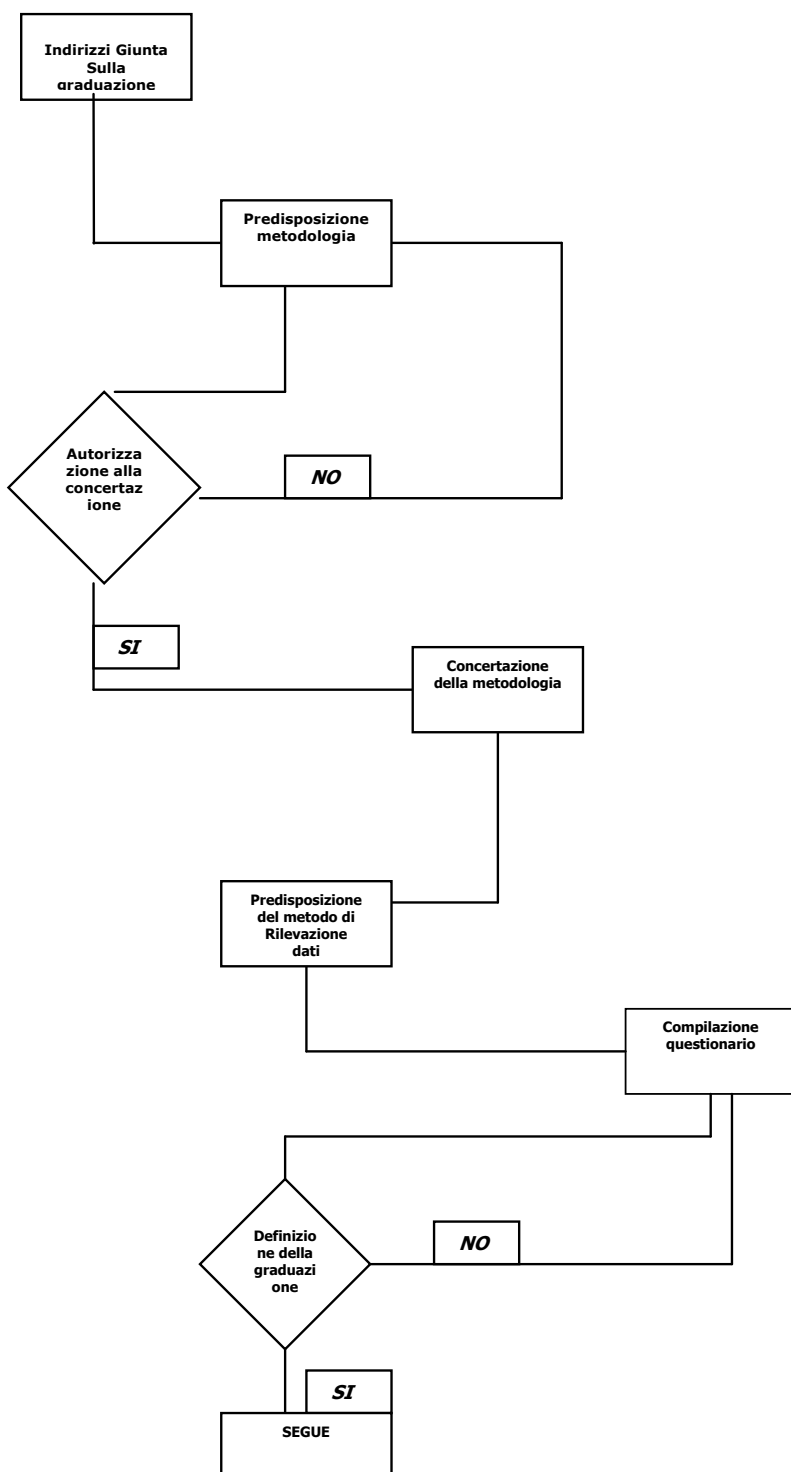 Indirizzi Giunta
Sulla
graduazione
Predisposizione
metodologia
Autorizza
zione alla
concertaz
ione
NO
SI
Concertazione
della metodologia
Predisposizione
del metodo di
Rilevazione
dati
Compilazione
questionario
Definizio
ne della
graduazi
one
NO
SI
SEGUE